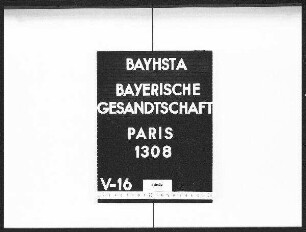 BAYHSTA
BAYERISCHE
GESANDTSCHAFT
PARIS
1308
V-16